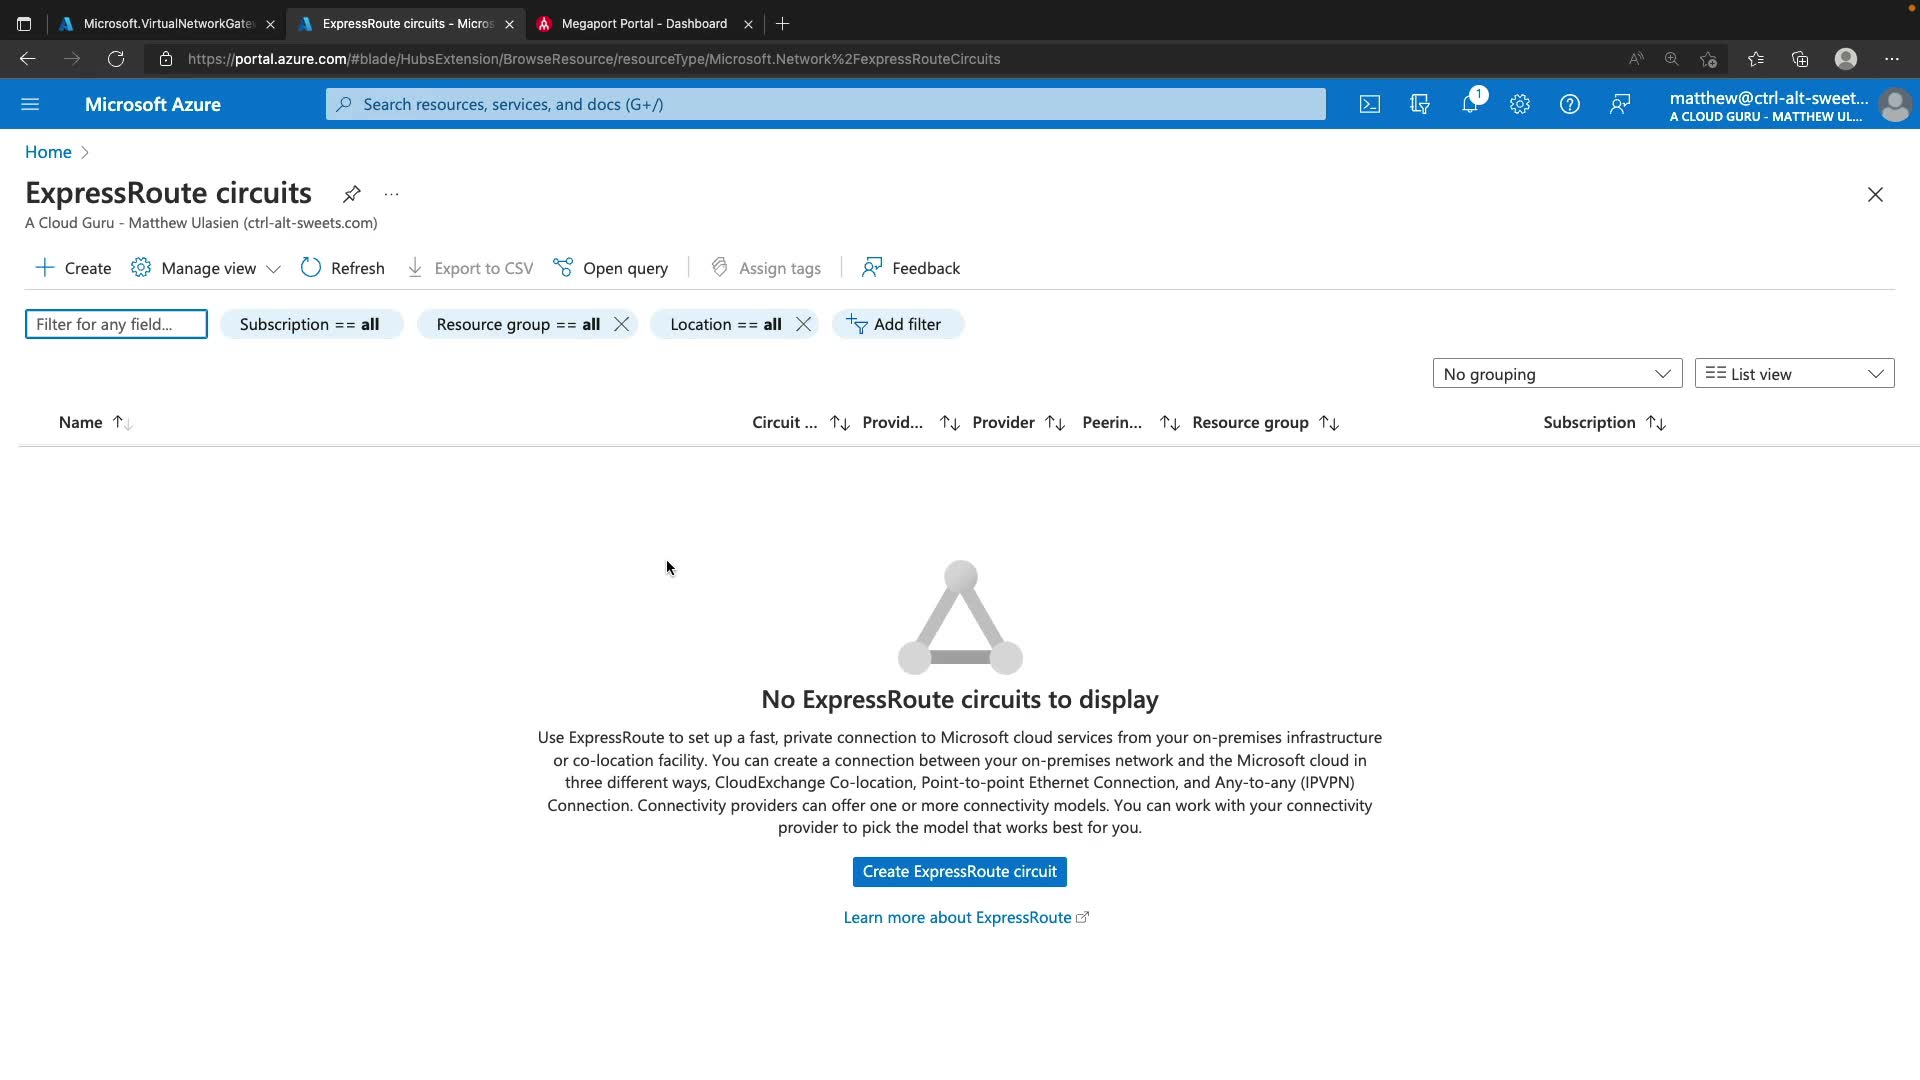 Microsoft.VirtualNetworkGate
ExpressRoute circuits - Micros
Megaport Portal - Dashboard
https://portal.azure.com/#blade/HubsExtension/BrowseResource/resourceType/Microsoft.Network%2FexpressRouteCircuits
Microsoft Azure
Search resources, services, and docs (G+/)
1
matthew@ctrl-alt-sweet...
A CLOUD GURU - MATTHEW UL...
Home
ExpressRoute circuits
...
A Cloud Guru - Matthew Ulasien (ctrl-alt-sweets.com)
Create
Manage view
Refresh
Export to CSV
Open query
Assign tags
Feedback
Filter for any field...
Subscription == all
Resource group == all
Location == all
Add filter
No grouping
List view
Name
Circuit ...
Provid...
Provider
Peerin...
Resource group
Subscription
No ExpressRoute circuits to display
Use ExpressRoute to set up a fast, private connection to Microsoft cloud services from your on-premises infrastructure
or co-location facility. You can create a connection between your on-premises network and the Microsoft cloud in
three different ways, CloudExchange Co-location, Point-to-point Ethernet Connection, and Any-to-any (IPVPN)
Connection. Connectivity providers can offer one or more connectivity models. You can work with your connectivity
provider to pick the model that works best for you.
Create ExpressRoute circuit
Learn more about ExpressRoute